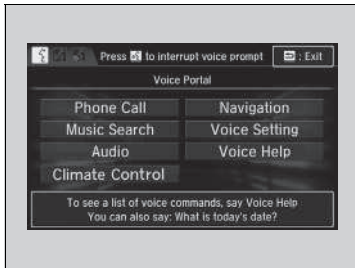 Press to interrupt voice prompt : Exit
Voice Portal
Phone Call Navigation
Music Search Voice Setting
Audio Voice Help
Climate Control
To see a list of voice commands, say Voice Help
You can also say: What is today's date?